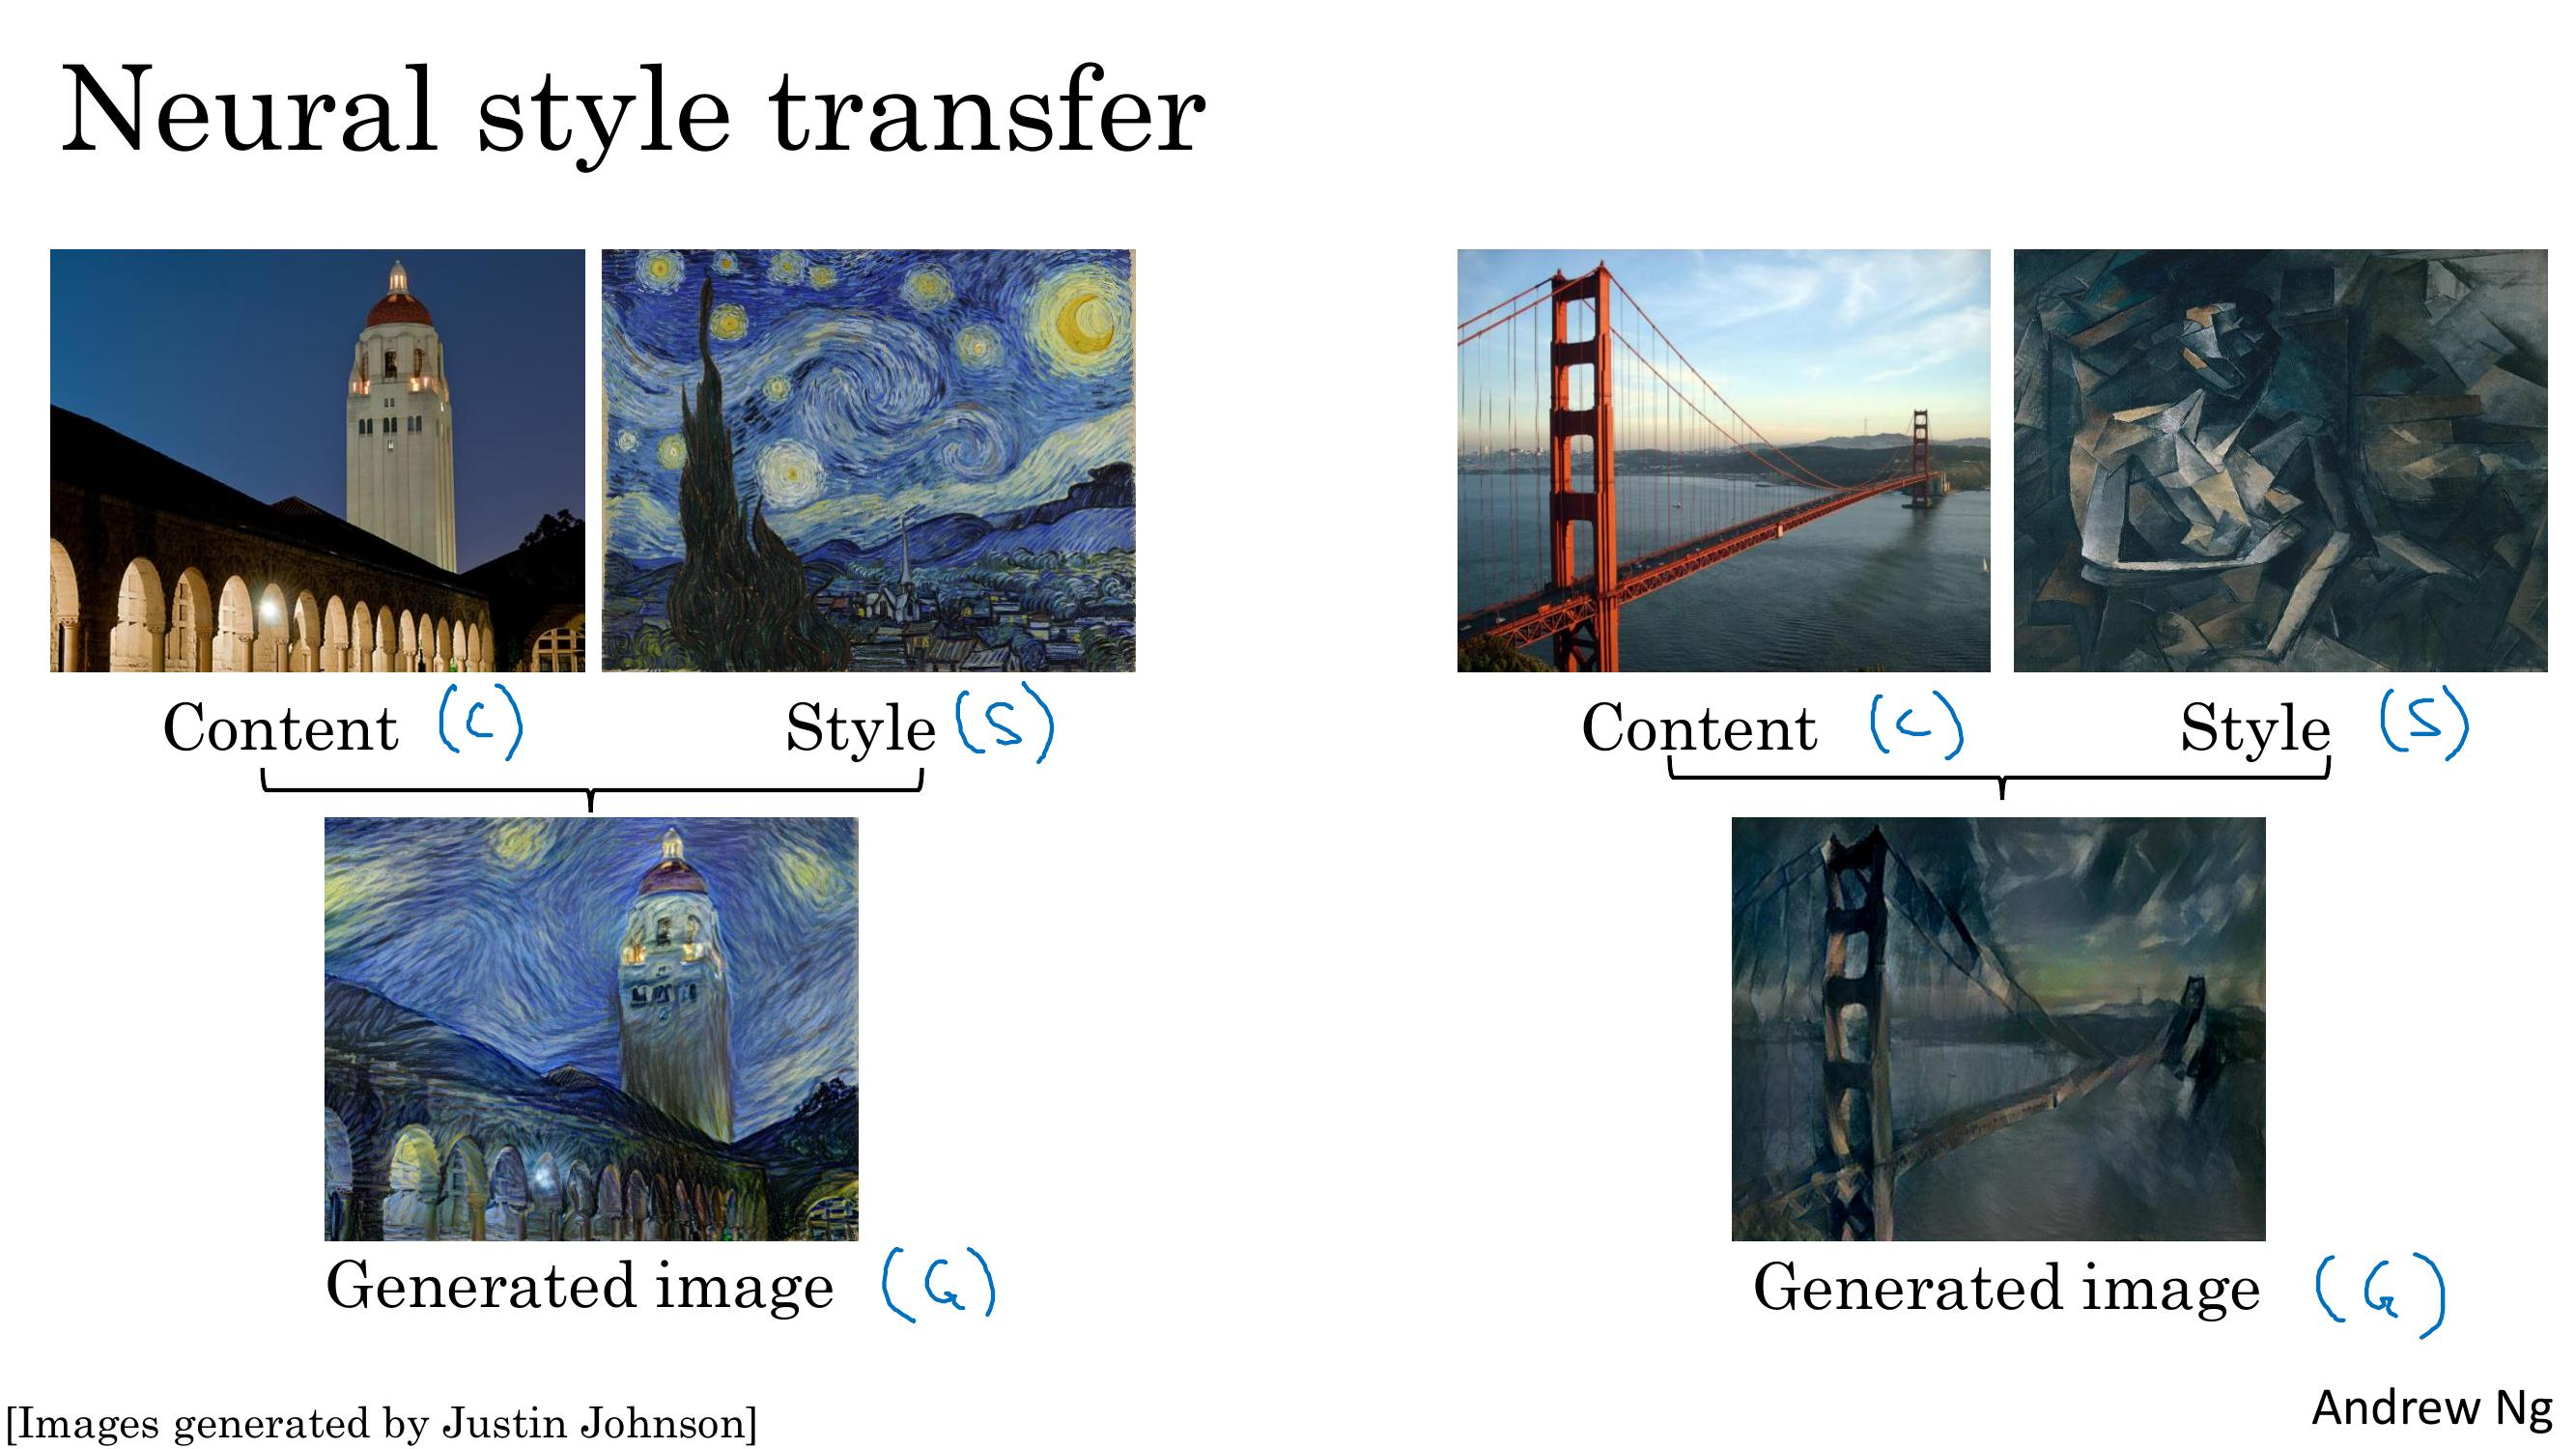 Neural style transfer
Content (C)
Style (S)
Content (C)
Style (S)
Generated image (G)
Generated image (G)
[Images generated by Justin Johnson]
Andrew Ng